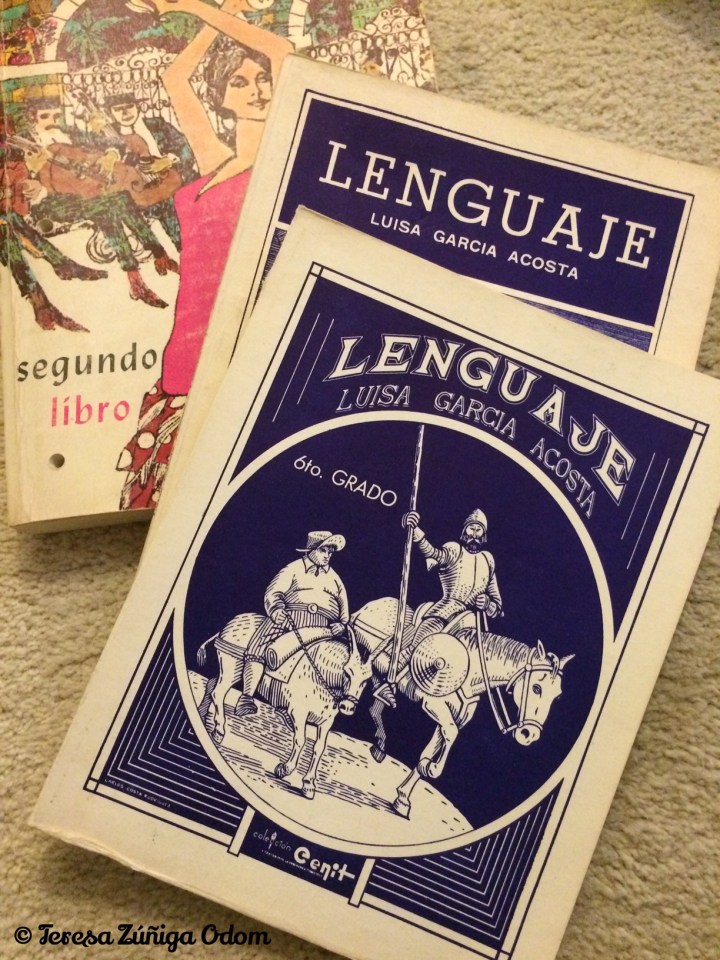 segundo
libro
LENGUAJE
LUISA GARCIA ACOSTA
LENGUAJE
LUISA GARCIA ACOSTA
6to. GRADO
colección
Cenit
© Teresa Zúñiga Odom